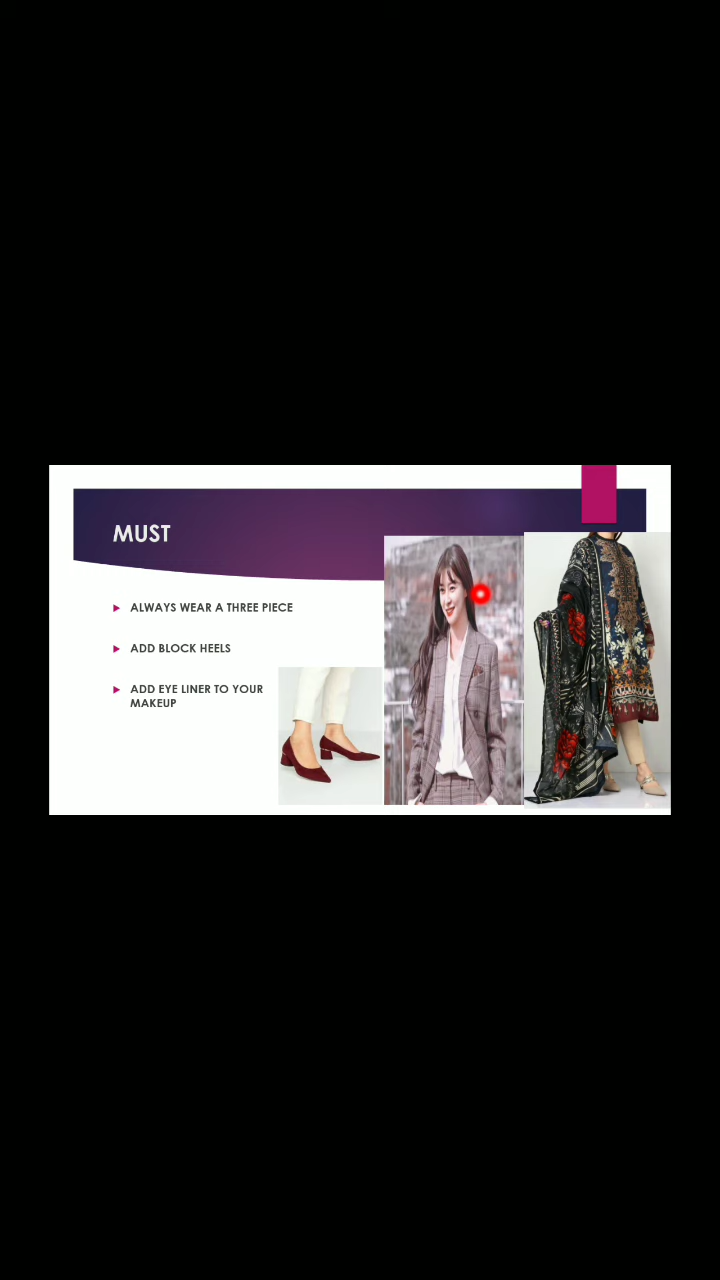 MUST
ALWAYS WEAR A THREE PIECE
ADD BLOCK HEELS
ADD EYE LINER TO YOUR
MAKEUP